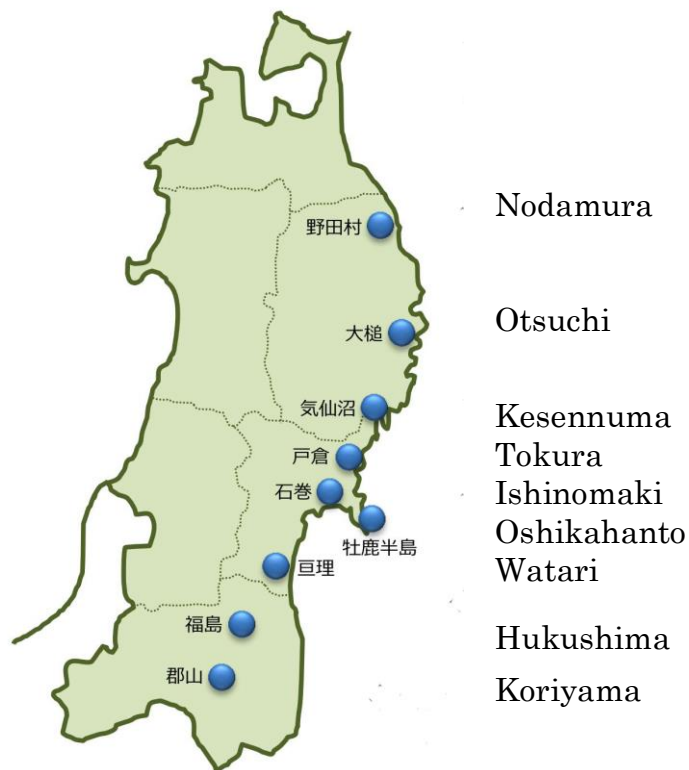 野田村 Nodamura
大槌 Otsuchi
気仙沼 Kesennuma
戸倉 Tokura
石巻 Ishinomaki
牡鹿半島 Oshikahanto
亘理 Watari
福島 Hukushima
郡山 Koriyama